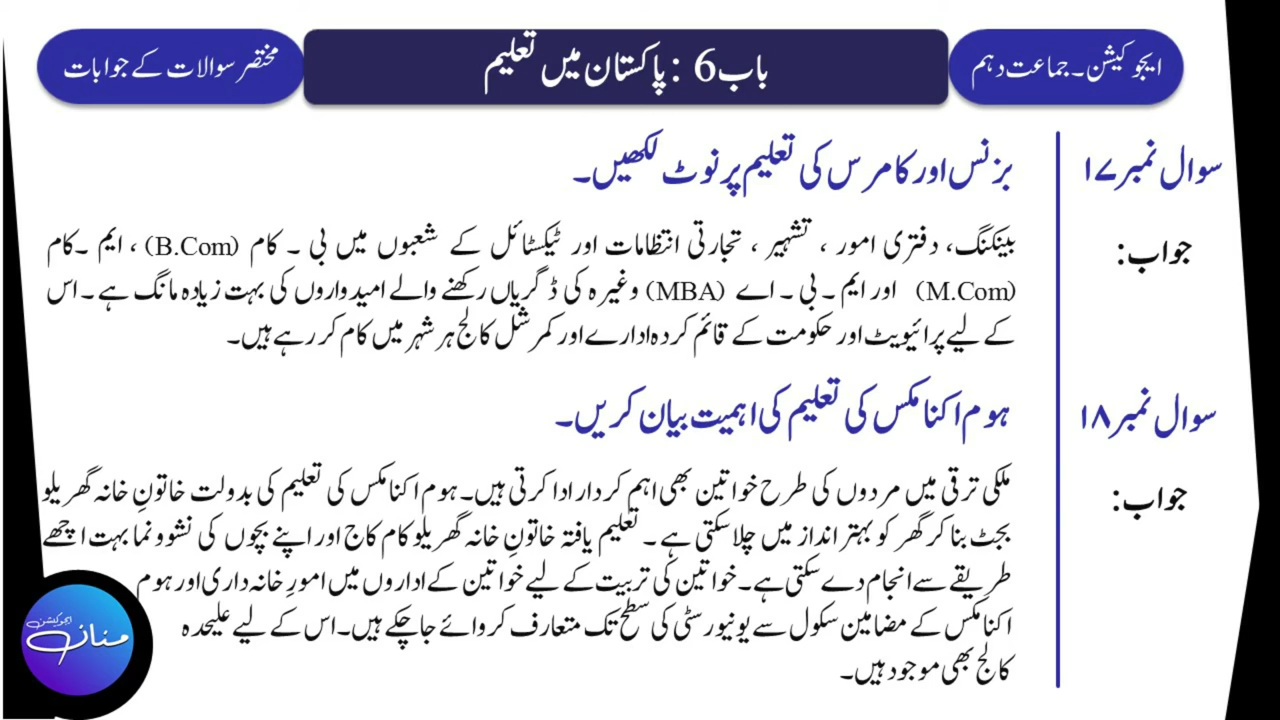 ایجوکیشن۔ جماعت دہم
باب 6 : پاکستان میں تعلیم
مختصر سوالات کے جوابات
سوال نمبر ۱۷
بزنس اور کامرس کی تعلیم پر نوٹ لکھیں۔
جواب:
بینکنگ، دفتری امور ، تشہیر ، تجارتی انتظامات اور ٹیکسٹائل کے شعبوں میں بی ۔ کام (B.Com) ، ایم ۔کام
(M.Com) اور ایم ۔ بی ۔ اے (MBA) وغیرہ کی ڈگریاں رکھنے والے امیدواروں کی بہت زیادہ مانگ ہے ۔ اس
کے لیے پرائیویٹ اور حکومت کے قائم کردہ ادارے اور کمرشل کالج ہر شہر میں کام کر رہے ہیں۔
سوال نمبر ۱۸
ہوم اکنامکس کی تعلیم کی اہمیت بیان کریں۔
جواب:
ملکی ترقی میں مردوں کی طرح خواتین بھی اہم کردار ادا کرتی ہیں۔ ہوم اکنامکس کی تعلیم کی بدولت خاتونِ خانہ گھریلو
بجٹ بنا کر گھر کو بہتر انداز میں چلا سکتی ہے ۔ تعلیم یافتہ خاتونِ خانہ گھریلو کام کاج اور اپنے بچوں کی نشوونما بہت اچھے
طریقے سے انجام دے سکتی ہے۔ خواتین کی تربیت کے لیے خواتین کے اداروں میں امورِ خانہ داری اور ہوم
اکنامکس کے مضامین سکول سے یونیورسٹی کی سطح تک متعارف کروائے جا چکے ہیں۔ اس کے لیے علیحدہ
کالج بھی موجود ہیں۔
ایجوکیشن